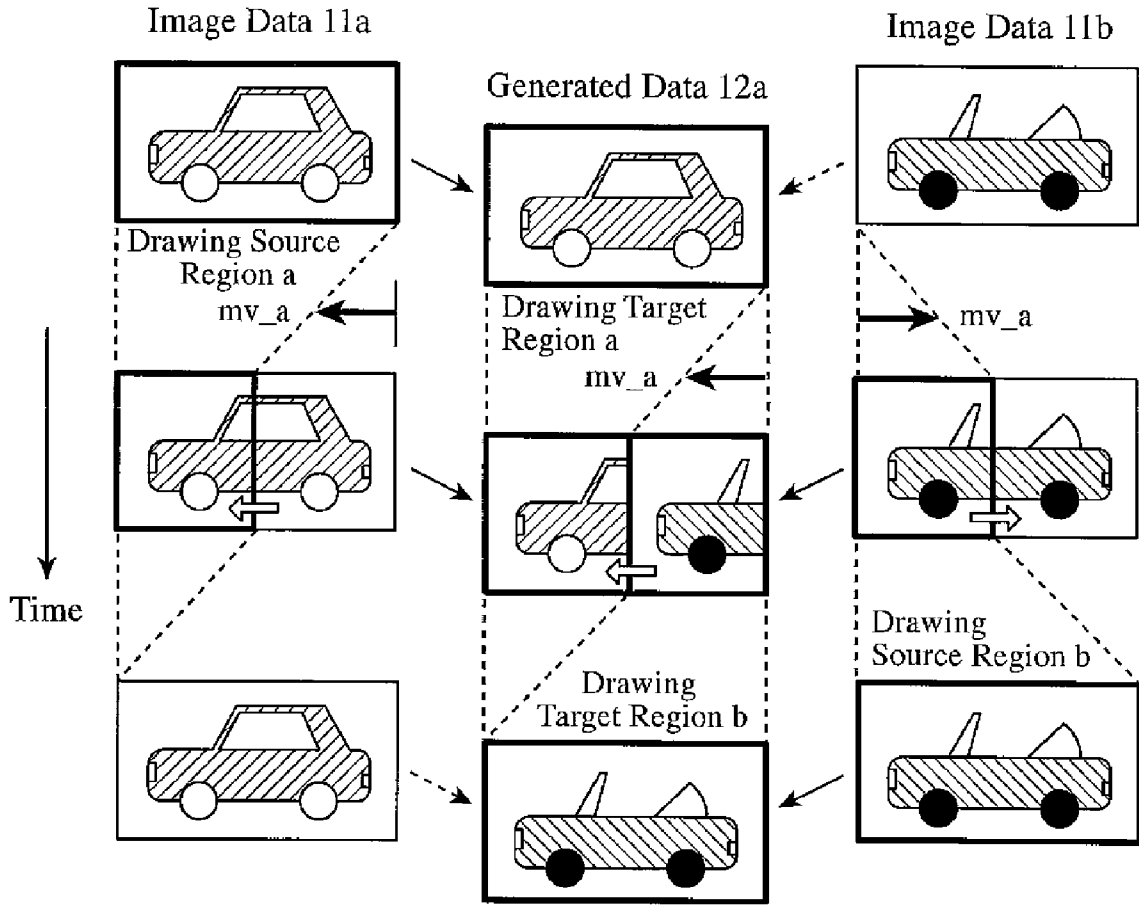 Image Data 11a
Generated Data 12a
Image Data 11b
Drawing Source
Region a
mv_a
Drawing Target
Region a
mv_a
mv_a
Time
Drawing
Target Region b
Drawing
Source Region b